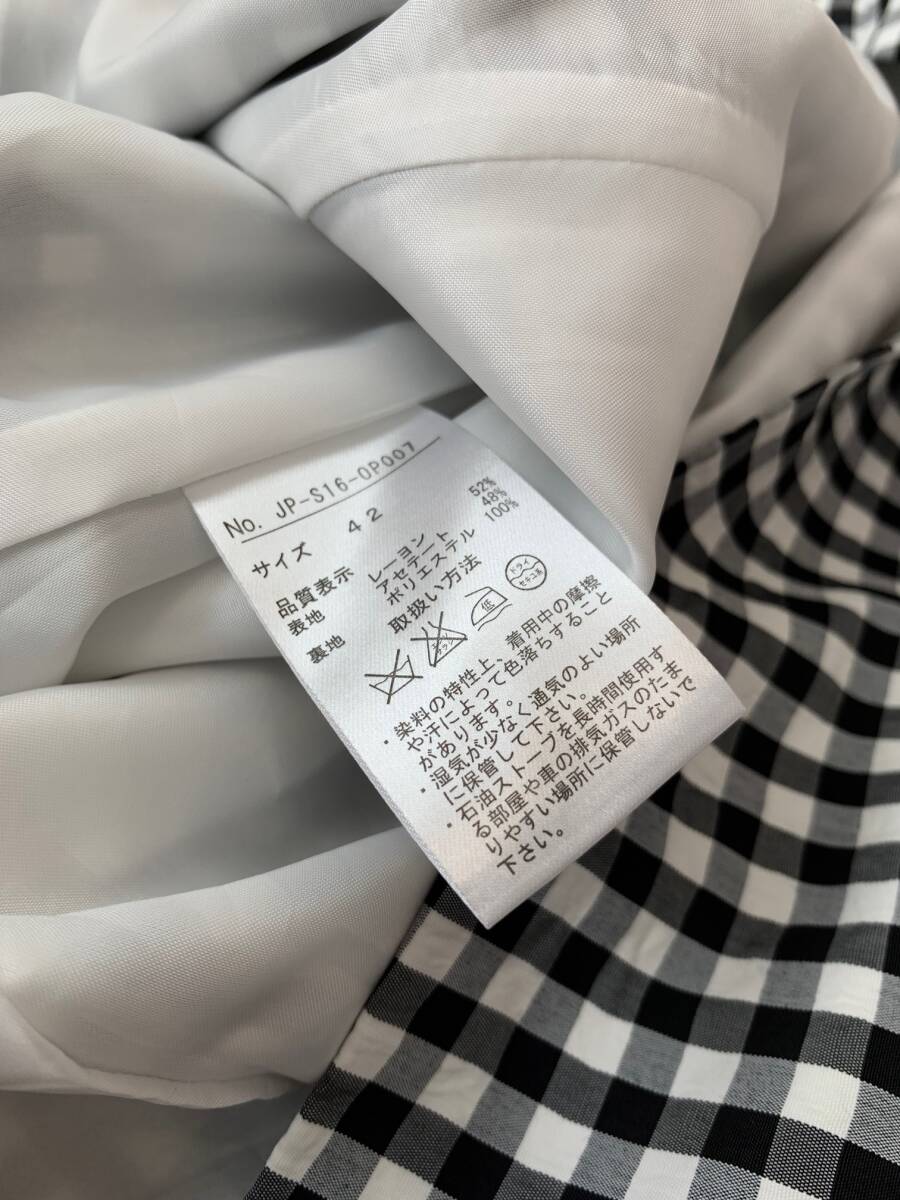 No. JP-S16-OP007
サイズ 42
品質表示
表地 レーヨン 52%
アセテート 48%
裏地 ポリエステル 100%
取扱い方法
低 ドライ セキユ系
・染料の特性上、着用中の摩擦
や汗によって色落ちすること
があります。
・湿気が少なく通気のよい場所
に保管して下さい。
・石油ストーブを長時間使用す
る部屋や車の排気ガスのたま
りやすい場所に保管しないで
下さい。